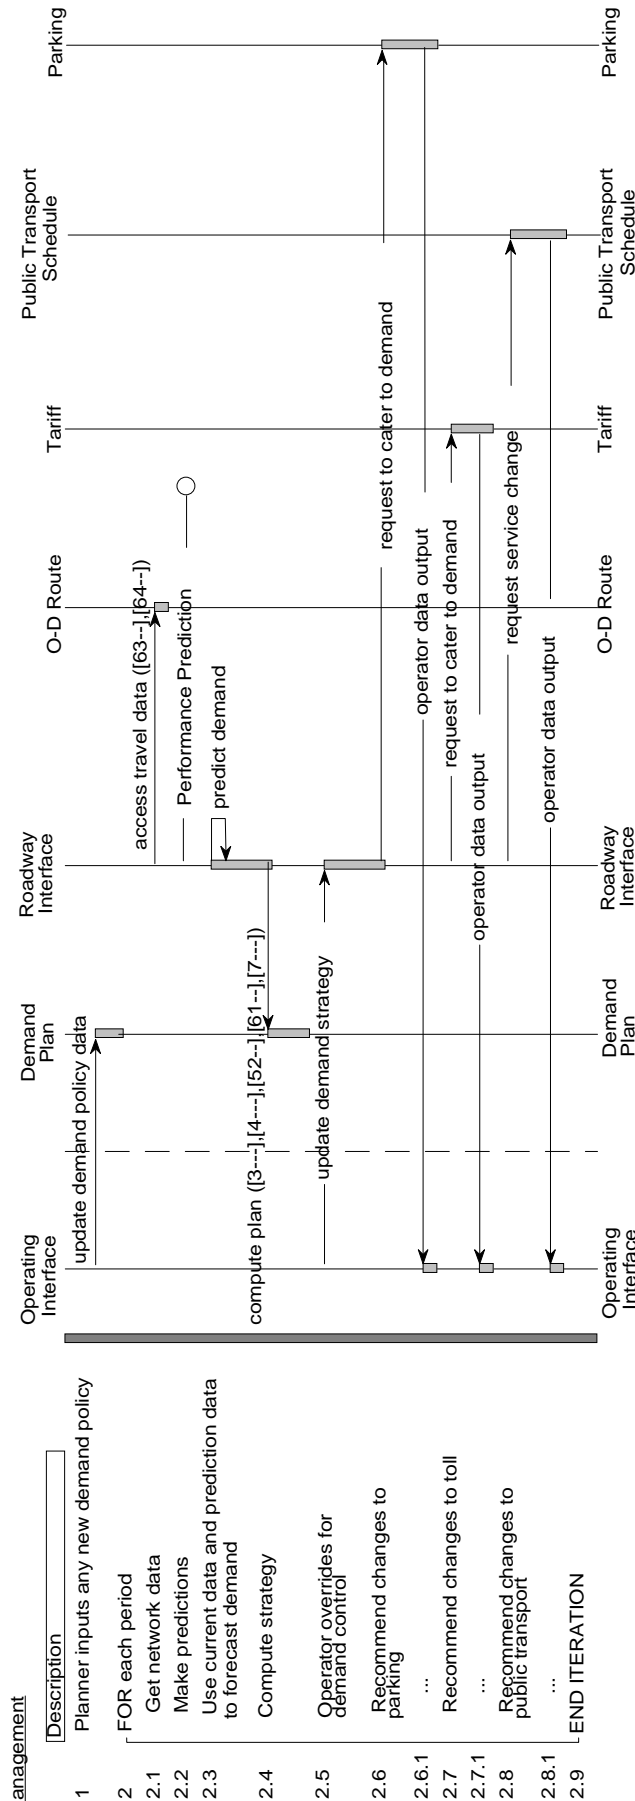 anagement
Description
1 Planner inputs any new demand policy
2 FOR each period
2.1 Get network data
2.2 Make predictions
2.3 Use current data and prediction data
to forecast demand
2.4 Compute strategy
2.5 Operator overrides for
demand control
2.6 Recommend changes to
parking
2.6.1 ...
2.7 Recommend changes to toll
2.7.1 ...
2.8 Recommend changes to
public transport
2.8.1 ...
2.9 END ITERATION
Operating
Interface
Demand
Plan
Roadway
Interface
O-D Route
Tariff
Public Transport
Schedule
Parking
update demand policy data
access travel data ([63--],[64--])
Performance Prediction
predict demand
compute plan ([3---],[4---],[52--],[61--],[7---])
update demand strategy
request to cater to demand
operator data output
request to cater to demand
operator data output
request service change
operator data output
Operating
Interface
Demand
Plan
Roadway
Interface
O-D Route
Tariff
Public Transport
Schedule
Parking